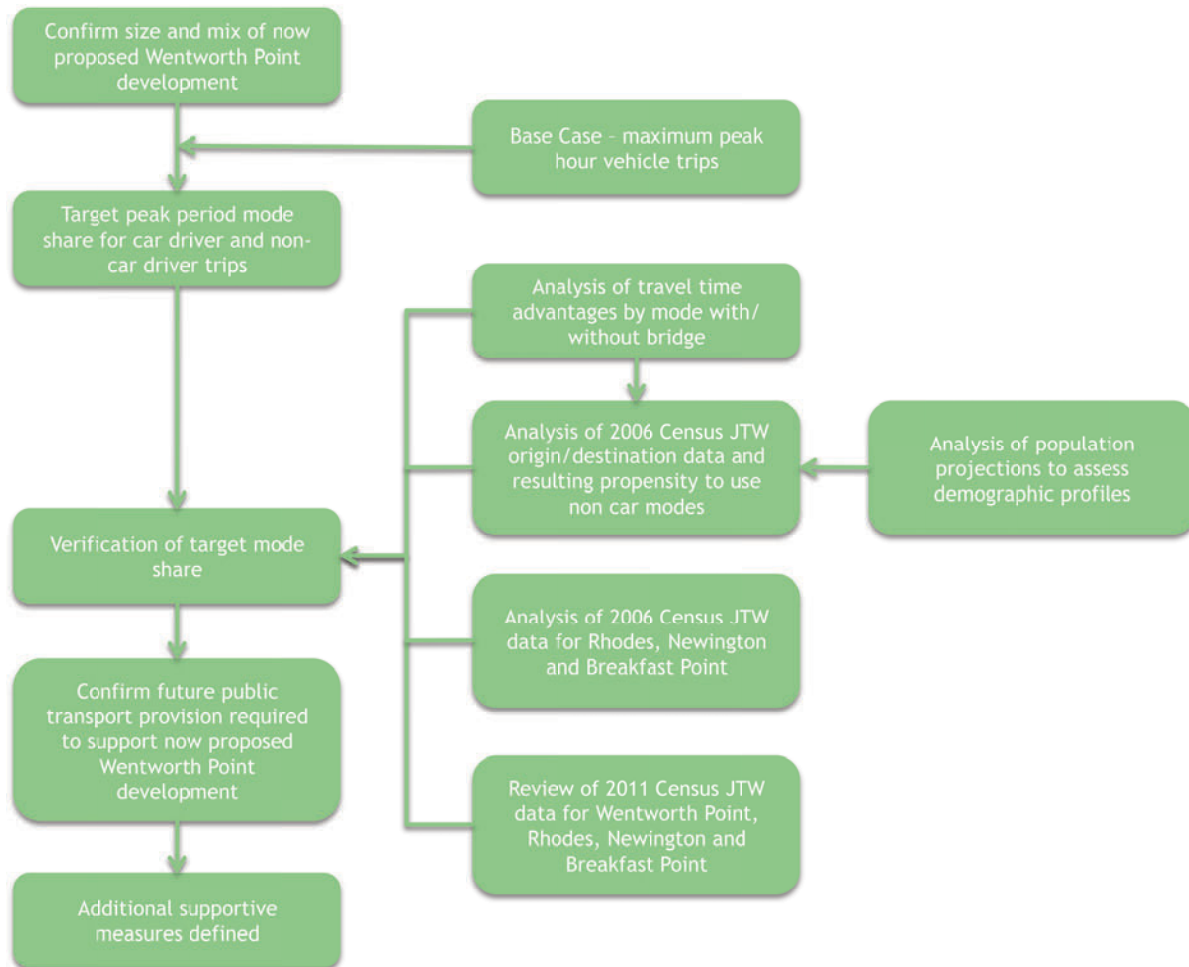 Confirm size and mix of now
proposed Wentworth Point
development
Base Case – maximum peak
hour vehicle trips
Target peak period mode
share for car driver and non-
car driver trips
Analysis of travel time
advantages by mode with/
without bridge
Analysis of 2006 Census JTW
origin/destination data and
resulting propensity to use
non car modes
Analysis of population
projections to assess
demographic profiles
Verification of target mode
share
Analysis of 2006 Census JTW
data for Rhodes, Newington
and Breakfast Point
Confirm future public
transport provision required
to support now proposed
Wentworth Point
development
Review of 2011 Census JTW
data for Wentworth Point,
Rhodes, Newington and
Breakfast Point
Additional supportive
measures defined